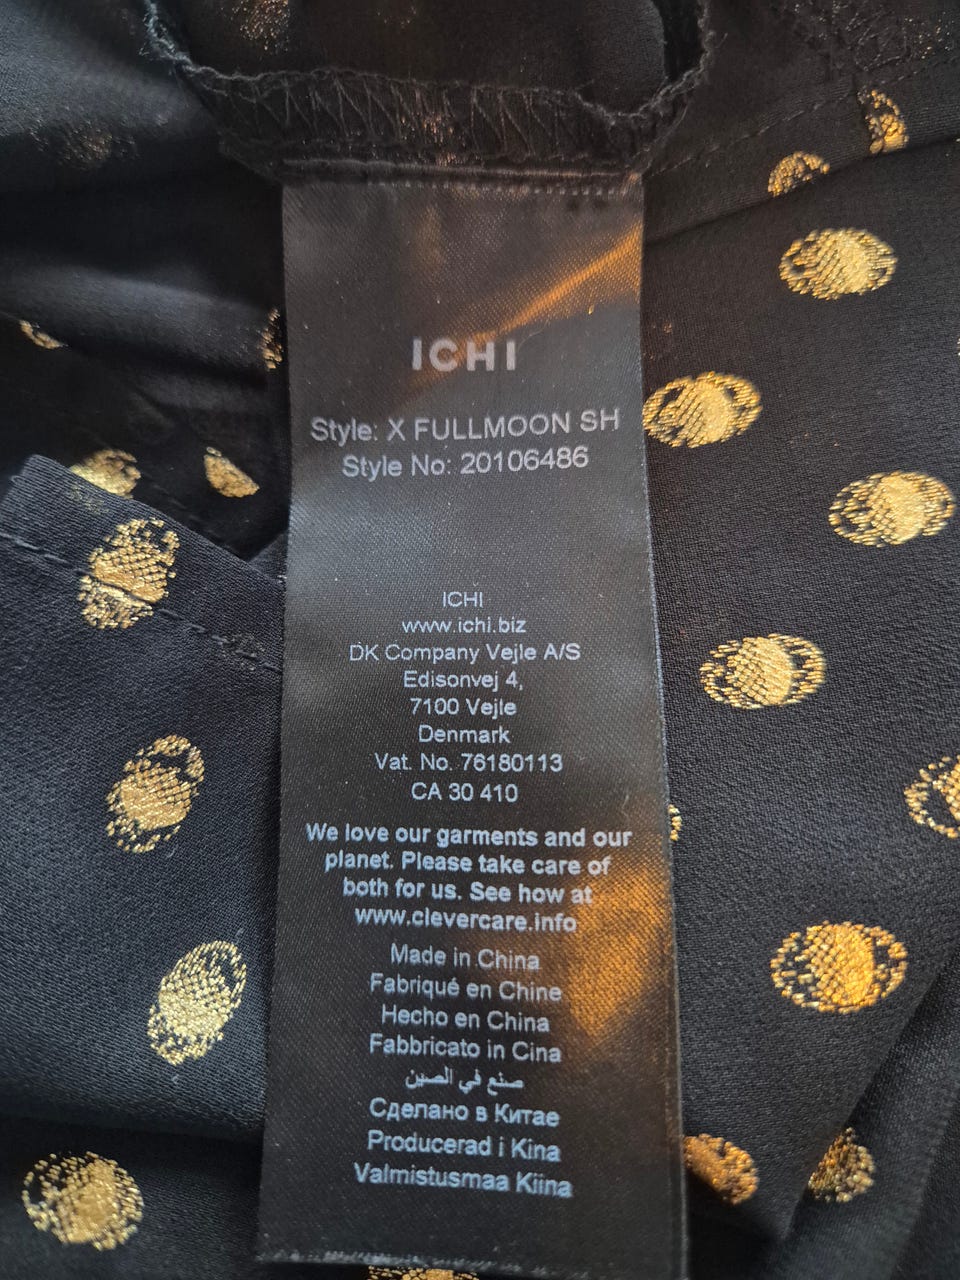 ICHI
Style: X FULLMOON SH
Style No: 20106486
ICHI
www.ichi.biz
DK Company Vejle A/S
Edisonvej 4,
7100 Vejle
Denmark
Vat. No. 76180113
CA 30 410
We love our garments and our
planet. Please take care of
both for us. See how at
www.clevercare.info
Made in China
Fabriqué en Chine
Hecho en China
Fabbricato in Cina
صنع في الصين
Сделано в Китае
Producerad i Kina
Valmistusmaa Kiina